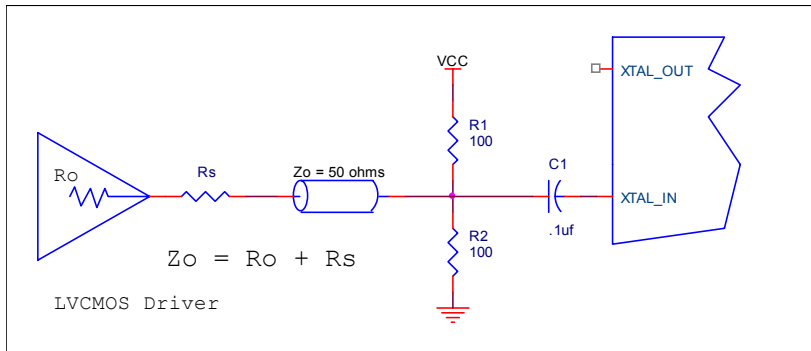 VCC
XTAL_OUT
R1
100
Ro
Rs
Zo = 50 ohms
C1
XTAL_IN
.1uf
R2
100
Zo = Ro + Rs
LVCMOS Driver